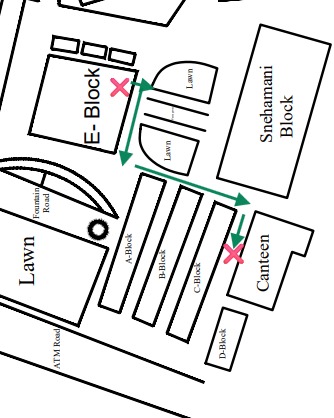 Lawn
E- Block
Snehamani
Block
Lawn
Fountain
Road
Lawn
A-Block
B-Block
C-Block
Canteen
D-Block
ATM Road